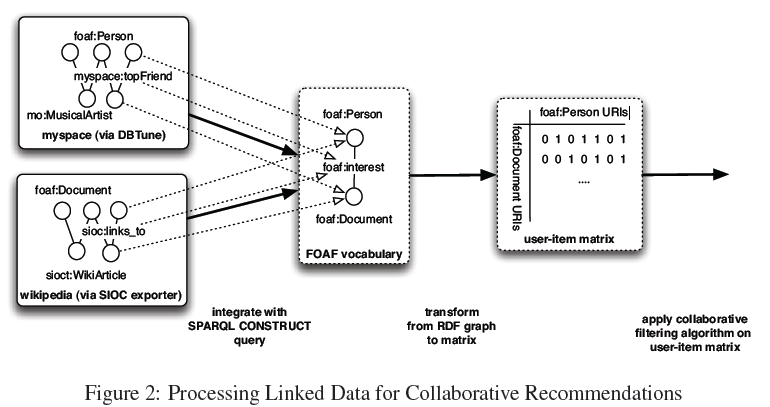 foaf:Person
myspace:topFriend
mo:MusicalArtist
myspace (via DBTune)
foaf:Document
sioc:links_to
sioct:WikiArticle
wikipedia (via SIOC exporter)
foaf:Person
foaf:interest
foaf:Document
FOAF vocabulary
foaf:Person URIs
foaf:Document URIs
0 1 0 1 1 0 1
0 0 1 0 1 0 1
....
user-item matrix
integrate with
SPARQL CONSTRUCT
query
transform
from RDF graph
to matrix
apply collaborative
filtering algorithm on
user-item matrix
Figure 2: Processing Linked Data for Collaborative Recommendations